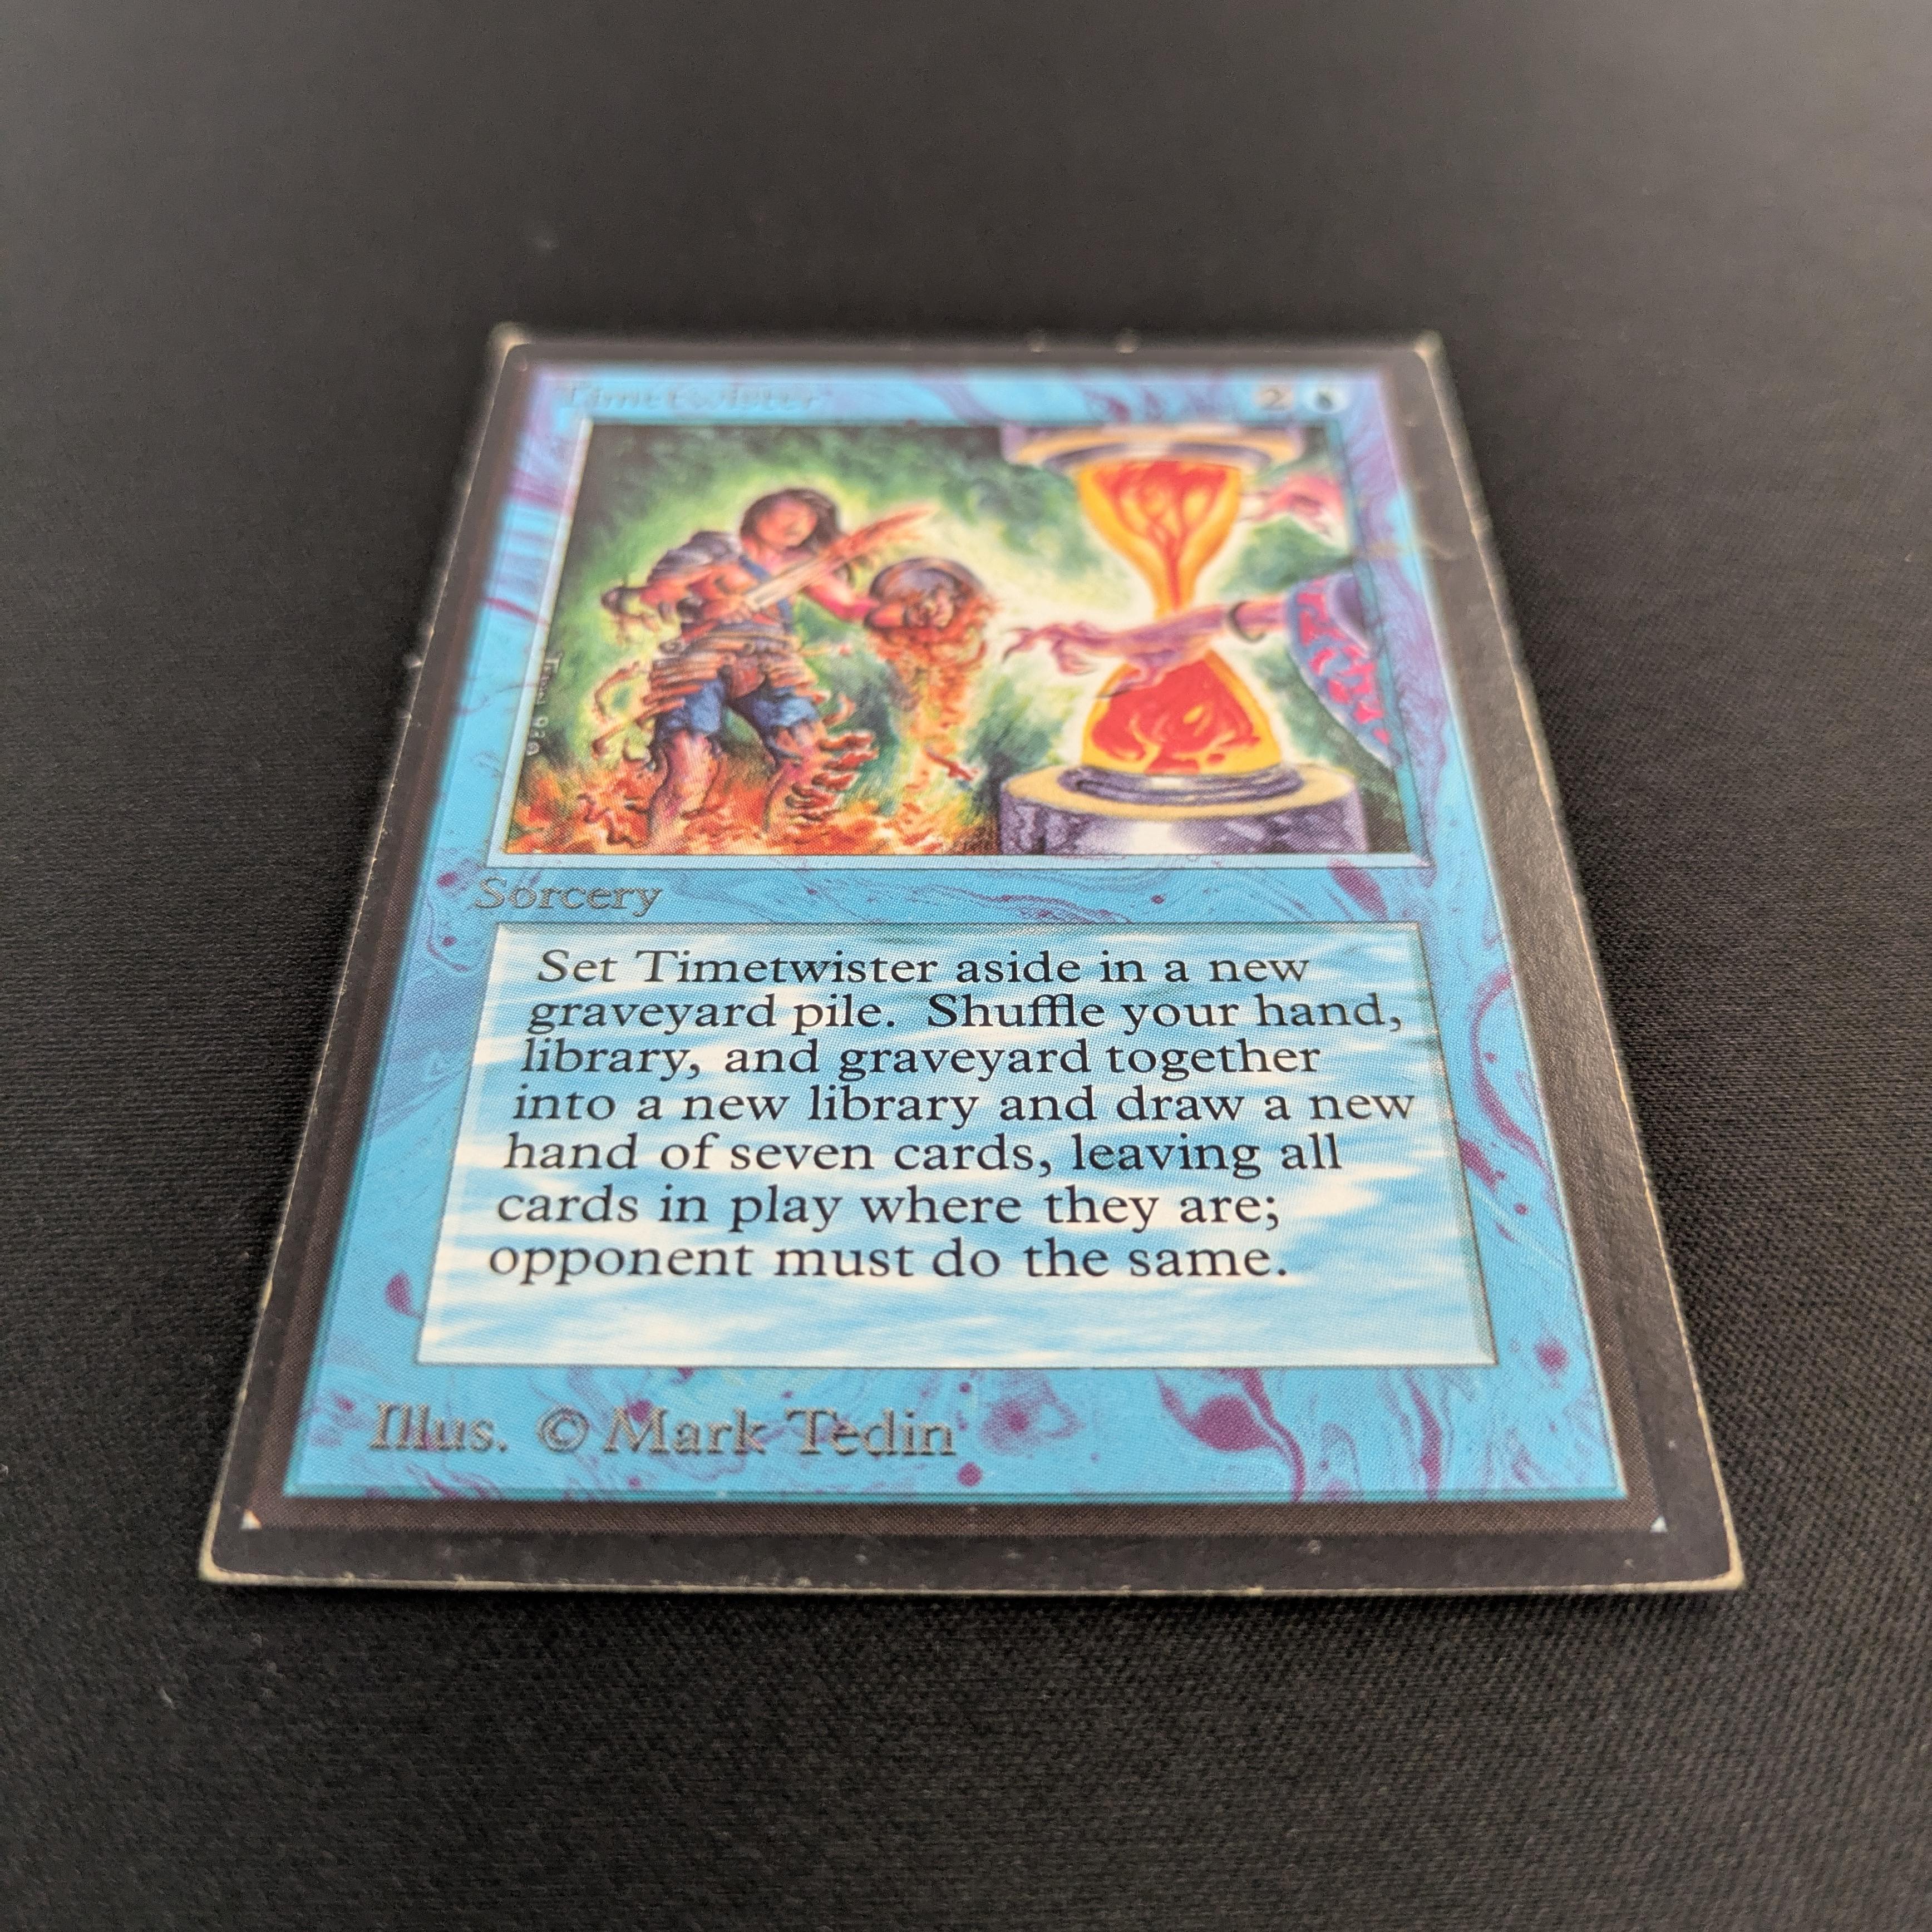 Timetwister 2
Sorcery
Set Timetwister aside in a new
graveyard pile. Shuffle your hand,
library, and graveyard together
into a new library and draw a new
hand of seven cards, leaving all
cards in play where they are;
opponent must do the same.
Illus. © Mark Tedin